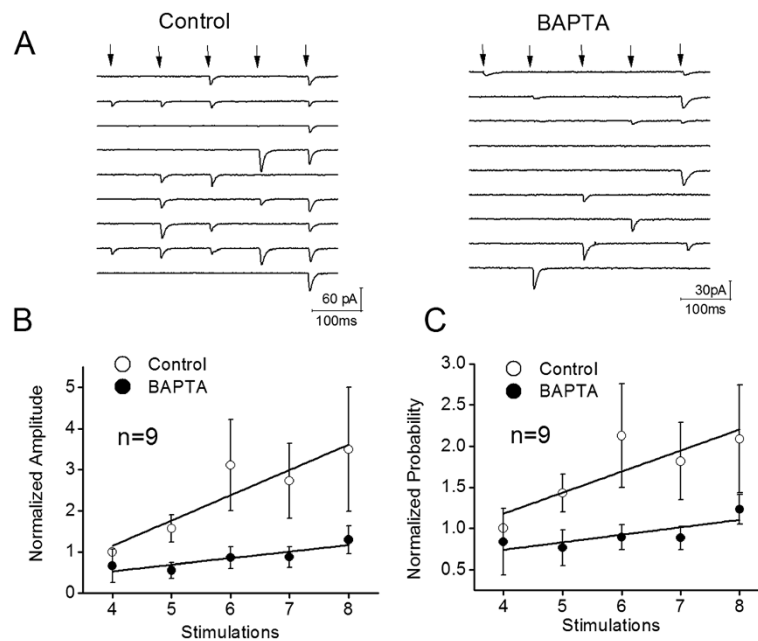 A
Control
BAPTA
60 pA
100ms
30pA
100ms
B
Normalized Amplitude
5
4
3
2
1
0
Control
BAPTA
n=9
4 5 6 7 8
Stimulations
C
Normalized Probability
3.0
2.5
2.0
1.5
1.0
0.5
Control
BAPTA
n=9
4 5 6 7 8
Stimulations